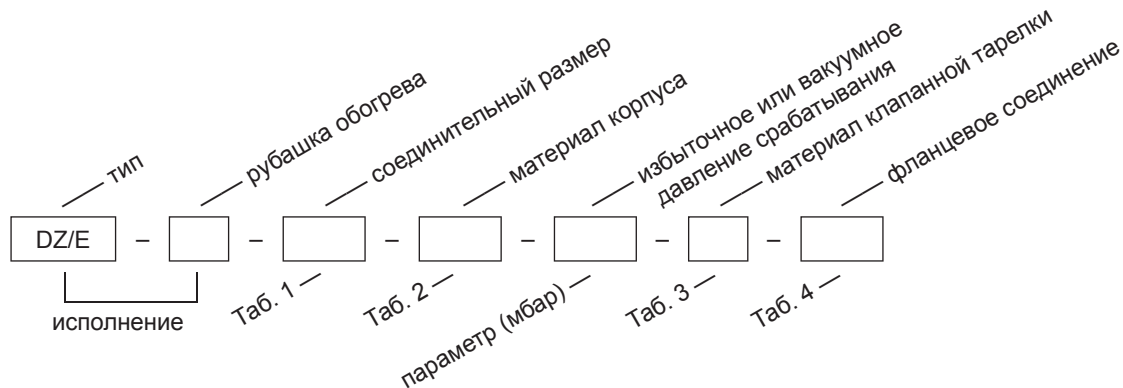 тип
рубашка обогрева
соединительный размер
материал корпуса
избыточное или вакуумное
давление срабатывания
материал клапанной тарелки
фланцевое соединение
DZ/E – – – – – –
исполнение
Таб. 1
Таб. 2
параметр (мбар)
Таб. 3
Таб. 4